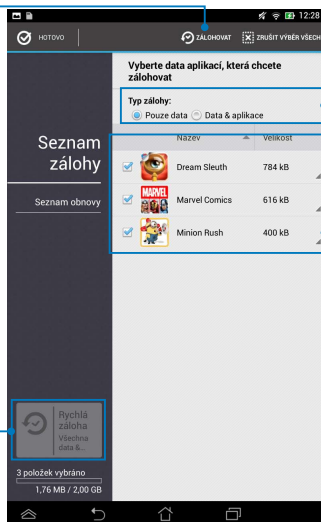 12:28
HOTOVO
ZÁLOHOVAT
ZRUŠIT VÝBĚR VŠECH
Vyberte data aplikací, která chcete
zálohovat
Typ zálohy:
Pouze data
Data & aplikace
Seznam
zálohy
Seznam obnovy
Název
Velikost
Dream Sleuth
784 kB
MARVEL
Marvel Comics
616 kB
Minion Rush
400 kB
Rychlá
záloha
Všechna
data &...
3 položek vybráno
1,76 MB / 2,00 GB